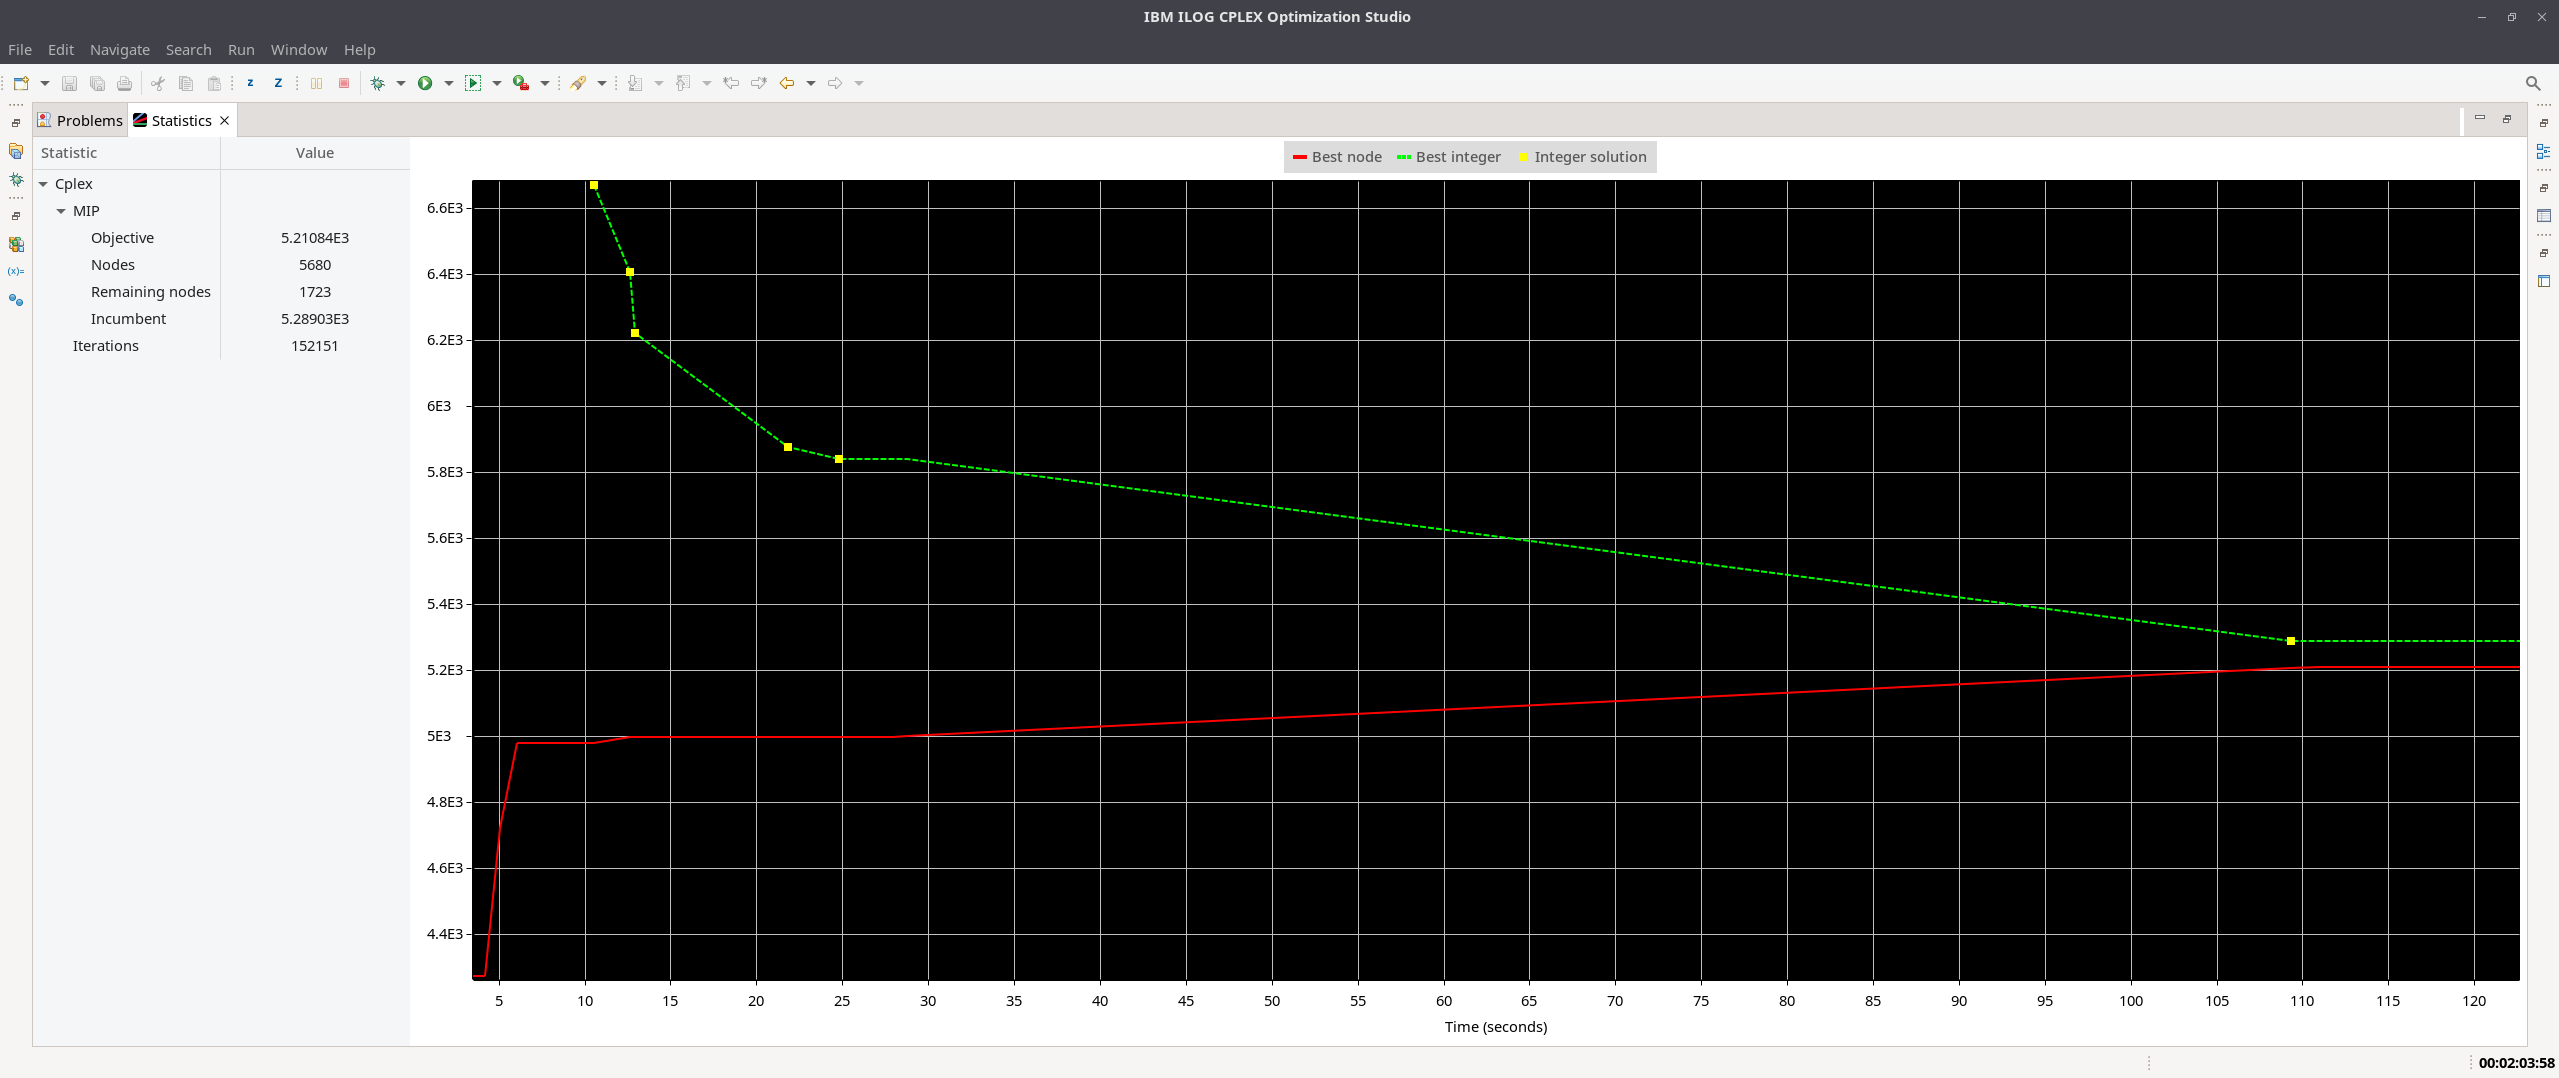 IBM ILOG CPLEX Optimization Studio
File Edit Navigate Search Run Window Help
z Z
Problems Statistics
Statistic Value
Cplex
MIP
Objective 5.21084E3
Nodes 5680
Remaining nodes 1723
Incumbent 5.28903E3
Iterations 152151
(x)=
Best node Best integer Integer solution
6.6E3
6.4E3
6.2E3
6E3
5.8E3
5.6E3
5.4E3
5.2E3
5E3
4.8E3
4.6E3
4.4E3
5 10 15 20 25 30 35 40 45 50 55 60 65 70 75 80 85 90 95 100 105 110 115 120
Time (seconds)
00:02:03:58